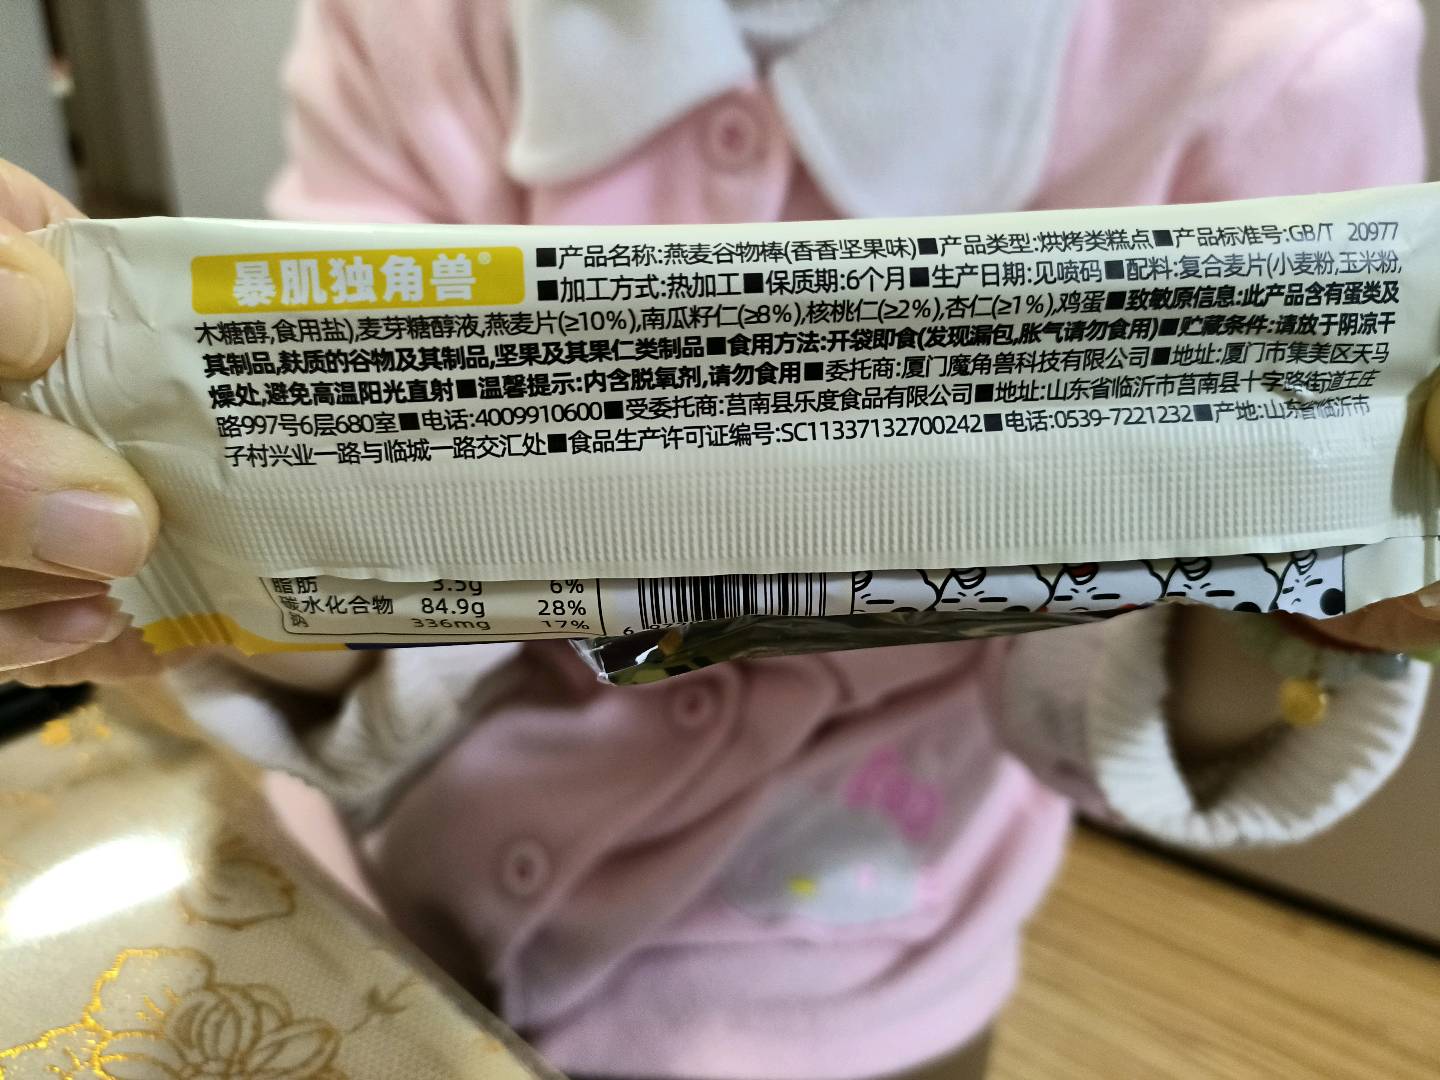 暴肌独角兽®
■产品名称:燕麦谷物棒(香香坚果味)■产品类型:烘烤类糕点■产品标准号:GB/T 20977
■加工方式:热加工■保质期:6个月■生产日期:见喷码■配料:复合麦片(小麦粉,玉米粉,
木糖醇,食用盐),麦芽糖醇液,燕麦片(≥10%),南瓜籽仁(≥8%),核桃仁(≥2%),杏仁(≥1%),鸡蛋■致敏原信息:此产品含有蛋类及
其制品,麸质的谷物及其制品,坚果及其果仁类制品■食用方法:开袋即食(发现漏包,胀气请勿食用)■贮藏条件:请放于阴凉干
燥处,避免高温阳光直射■温馨提示:内含脱氧剂,请勿食用■委托商:厦门魔角兽科技有限公司■地址:厦门市集美区天马
路997号6层680室■电话:4009910600■受委托商:莒南县乐度食品有限公司■地址:山东省临沂市莒南县十字路街道王庄
子村兴业一路与临城一路交汇处■食品生产许可证编号:SC11337132700242■电话:0539-7221232■产地:山东省临沂市
脂肪 3.5g 6%
碳水化合物 84.9g 28%
钠 336mg 17%